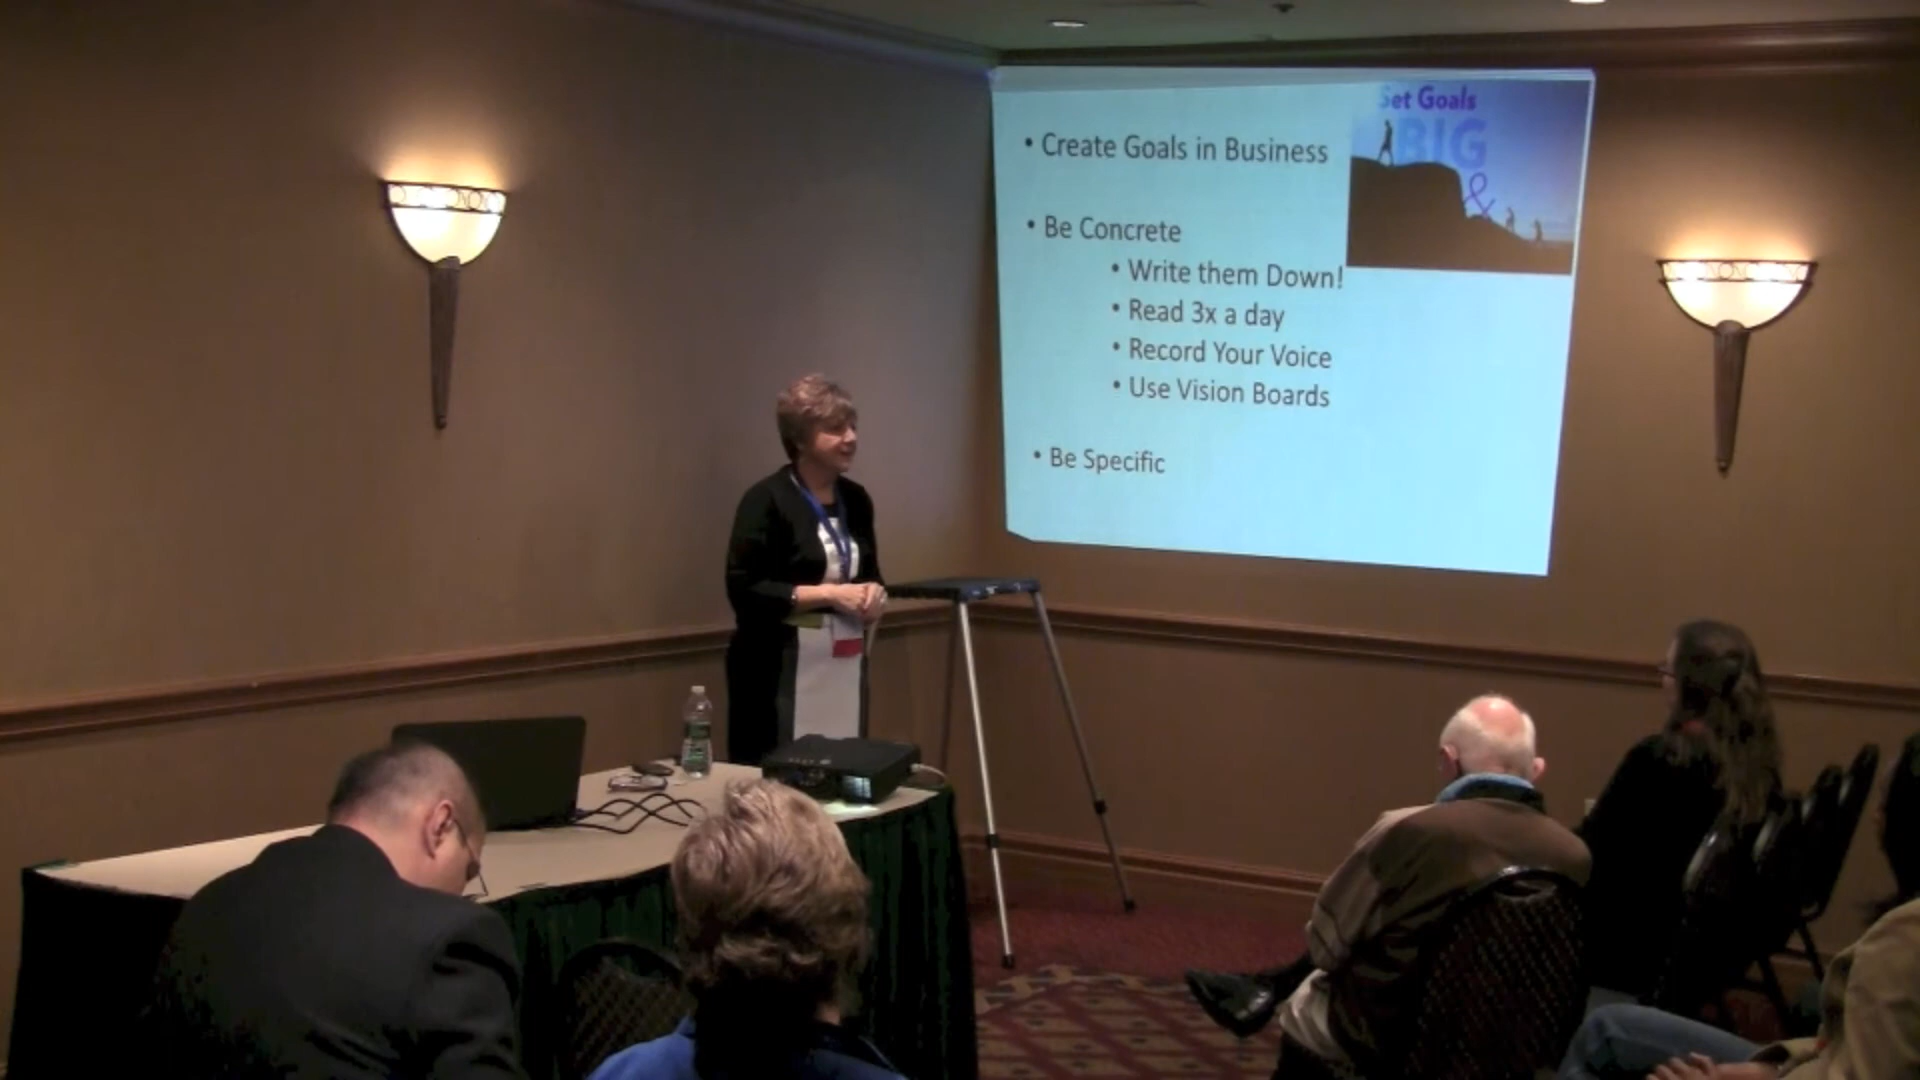 Set Goals
BIG
&
• Create Goals in Business
• Be Concrete
• Write them Down!
• Read 3x a day
• Record Your Voice
• Use Vision Boards
• Be Specific